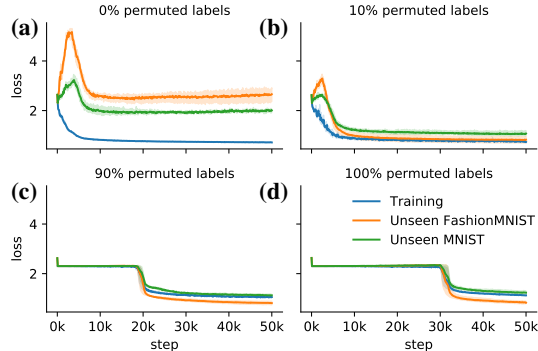 0% permuted labels
10% permuted labels
(a)
(b)
loss
4
2
90% permuted labels
100% permuted labels
(c)
(d)
loss
4
2
Training
Unseen FashionMNIST
Unseen MNIST
0k 10k 20k 30k 40k 50k
0k 10k 20k 30k 40k 50k
step
step